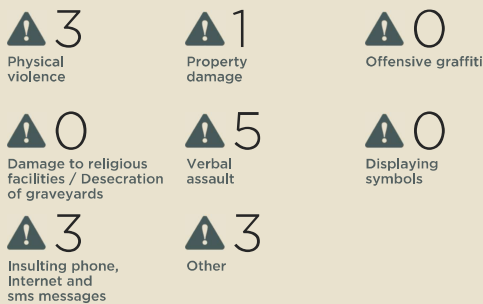 3
Physical
violence
1
Property
damage
0
Offensive graffiti
0
Damage to religious
facilities / Desecration
of graveyards
5
Verbal
assault
0
Displaying
symbols
3
Insulting phone,
Internet and
sms messages
3
Other